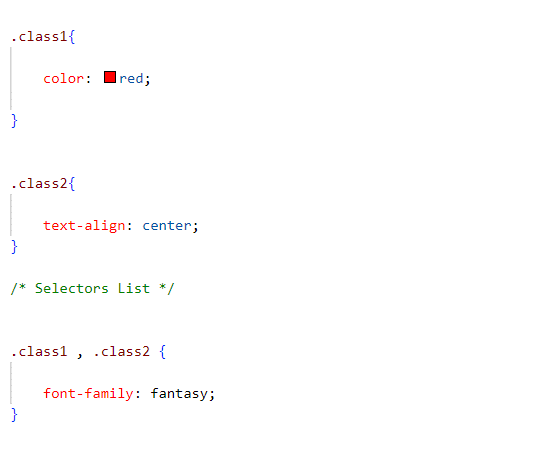 .class1{
color: red;
}
.class2{
text-align: center;
}
/* Selectors List */
.class1 , .class2 {
font-family: fantasy;
}